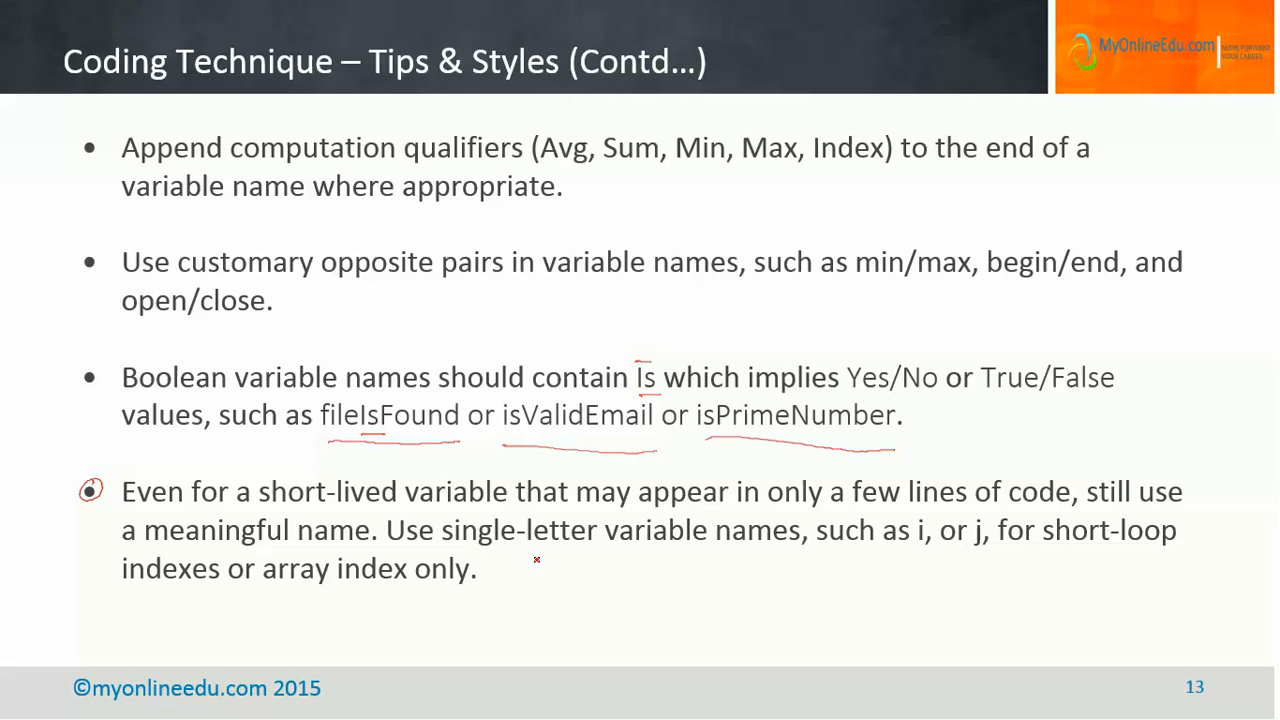 Coding Technique – Tips & Styles (Contd…)
MyOnlineEdu.com
MOVE FORWARD
YOUR CAREER.
• Append computation qualifiers (Avg, Sum, Min, Max, Index) to the end of a
variable name where appropriate.
• Use customary opposite pairs in variable names, such as min/max, begin/end, and
open/close.
• Boolean variable names should contain Is which implies Yes/No or True/False
values, such as fileIsFound or isValidEmail or isPrimeNumber.
• Even for a short-lived variable that may appear in only a few lines of code, still use
a meaningful name. Use single-letter variable names, such as i, or j, for short-loop
indexes or array index only.
©myonlineedu.com 2015
13